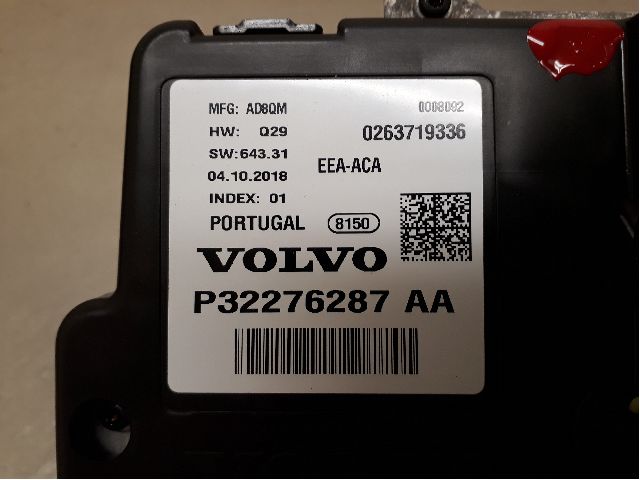 MFG: AD8QM 0008092
HW: Q29 0263719336
SW:643.31 EEA-ACA
04.10.2018
INDEX: 01
PORTUGAL 8150
VOLVO
P32276287 AA